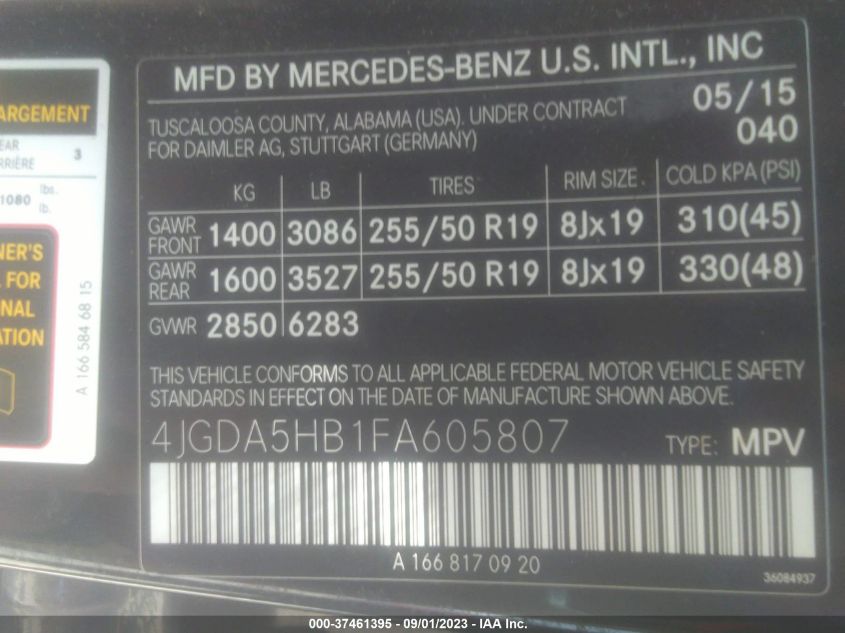 ARGEMENT
EAR
RRIÈRE 3
1080 lbs.
lb.
NER'S
FOR
NAL
ATION
A 166 584 68 15
MFD BY MERCEDES-BENZ U.S. INTL., INC
TUSCALOOSA COUNTY, ALABAMA (USA). UNDER CONTRACT 05/15
FOR DAIMLER AG, STUTTGART (GERMANY) 040
KG LB TIRES RIM SIZE. COLD KPA (PSI)
GAWR FRONT 1400 3086 255/50 R19 8Jx19 310(45)
GAWR REAR 1600 3527 255/50 R19 8Jx19 330(48)
GVWR 2850 6283
THIS VEHICLE CONFORMS TO ALL APPLICABLE FEDERAL MOTOR VEHICLE SAFETY
STANDARDS IN EFFECT ON THE DATE OF MANUFACTURE SHOWN ABOVE.
4JGDA5HB1FA605807 TYPE: MPV
A 166 817 09 20
36084937
000-37461395 - 09/01/2023 - IAA Inc.